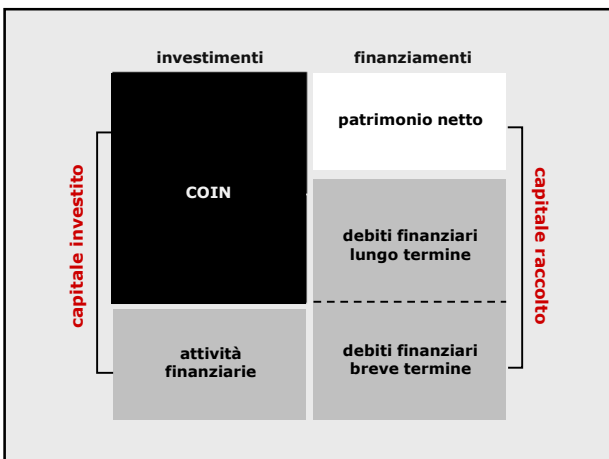 investimenti
finanziamenti
patrimonio netto
COIN
capitale investito
capitale raccolto
debiti finanziari
lungo termine
attività
finanziarie
debiti finanziari
breve termine